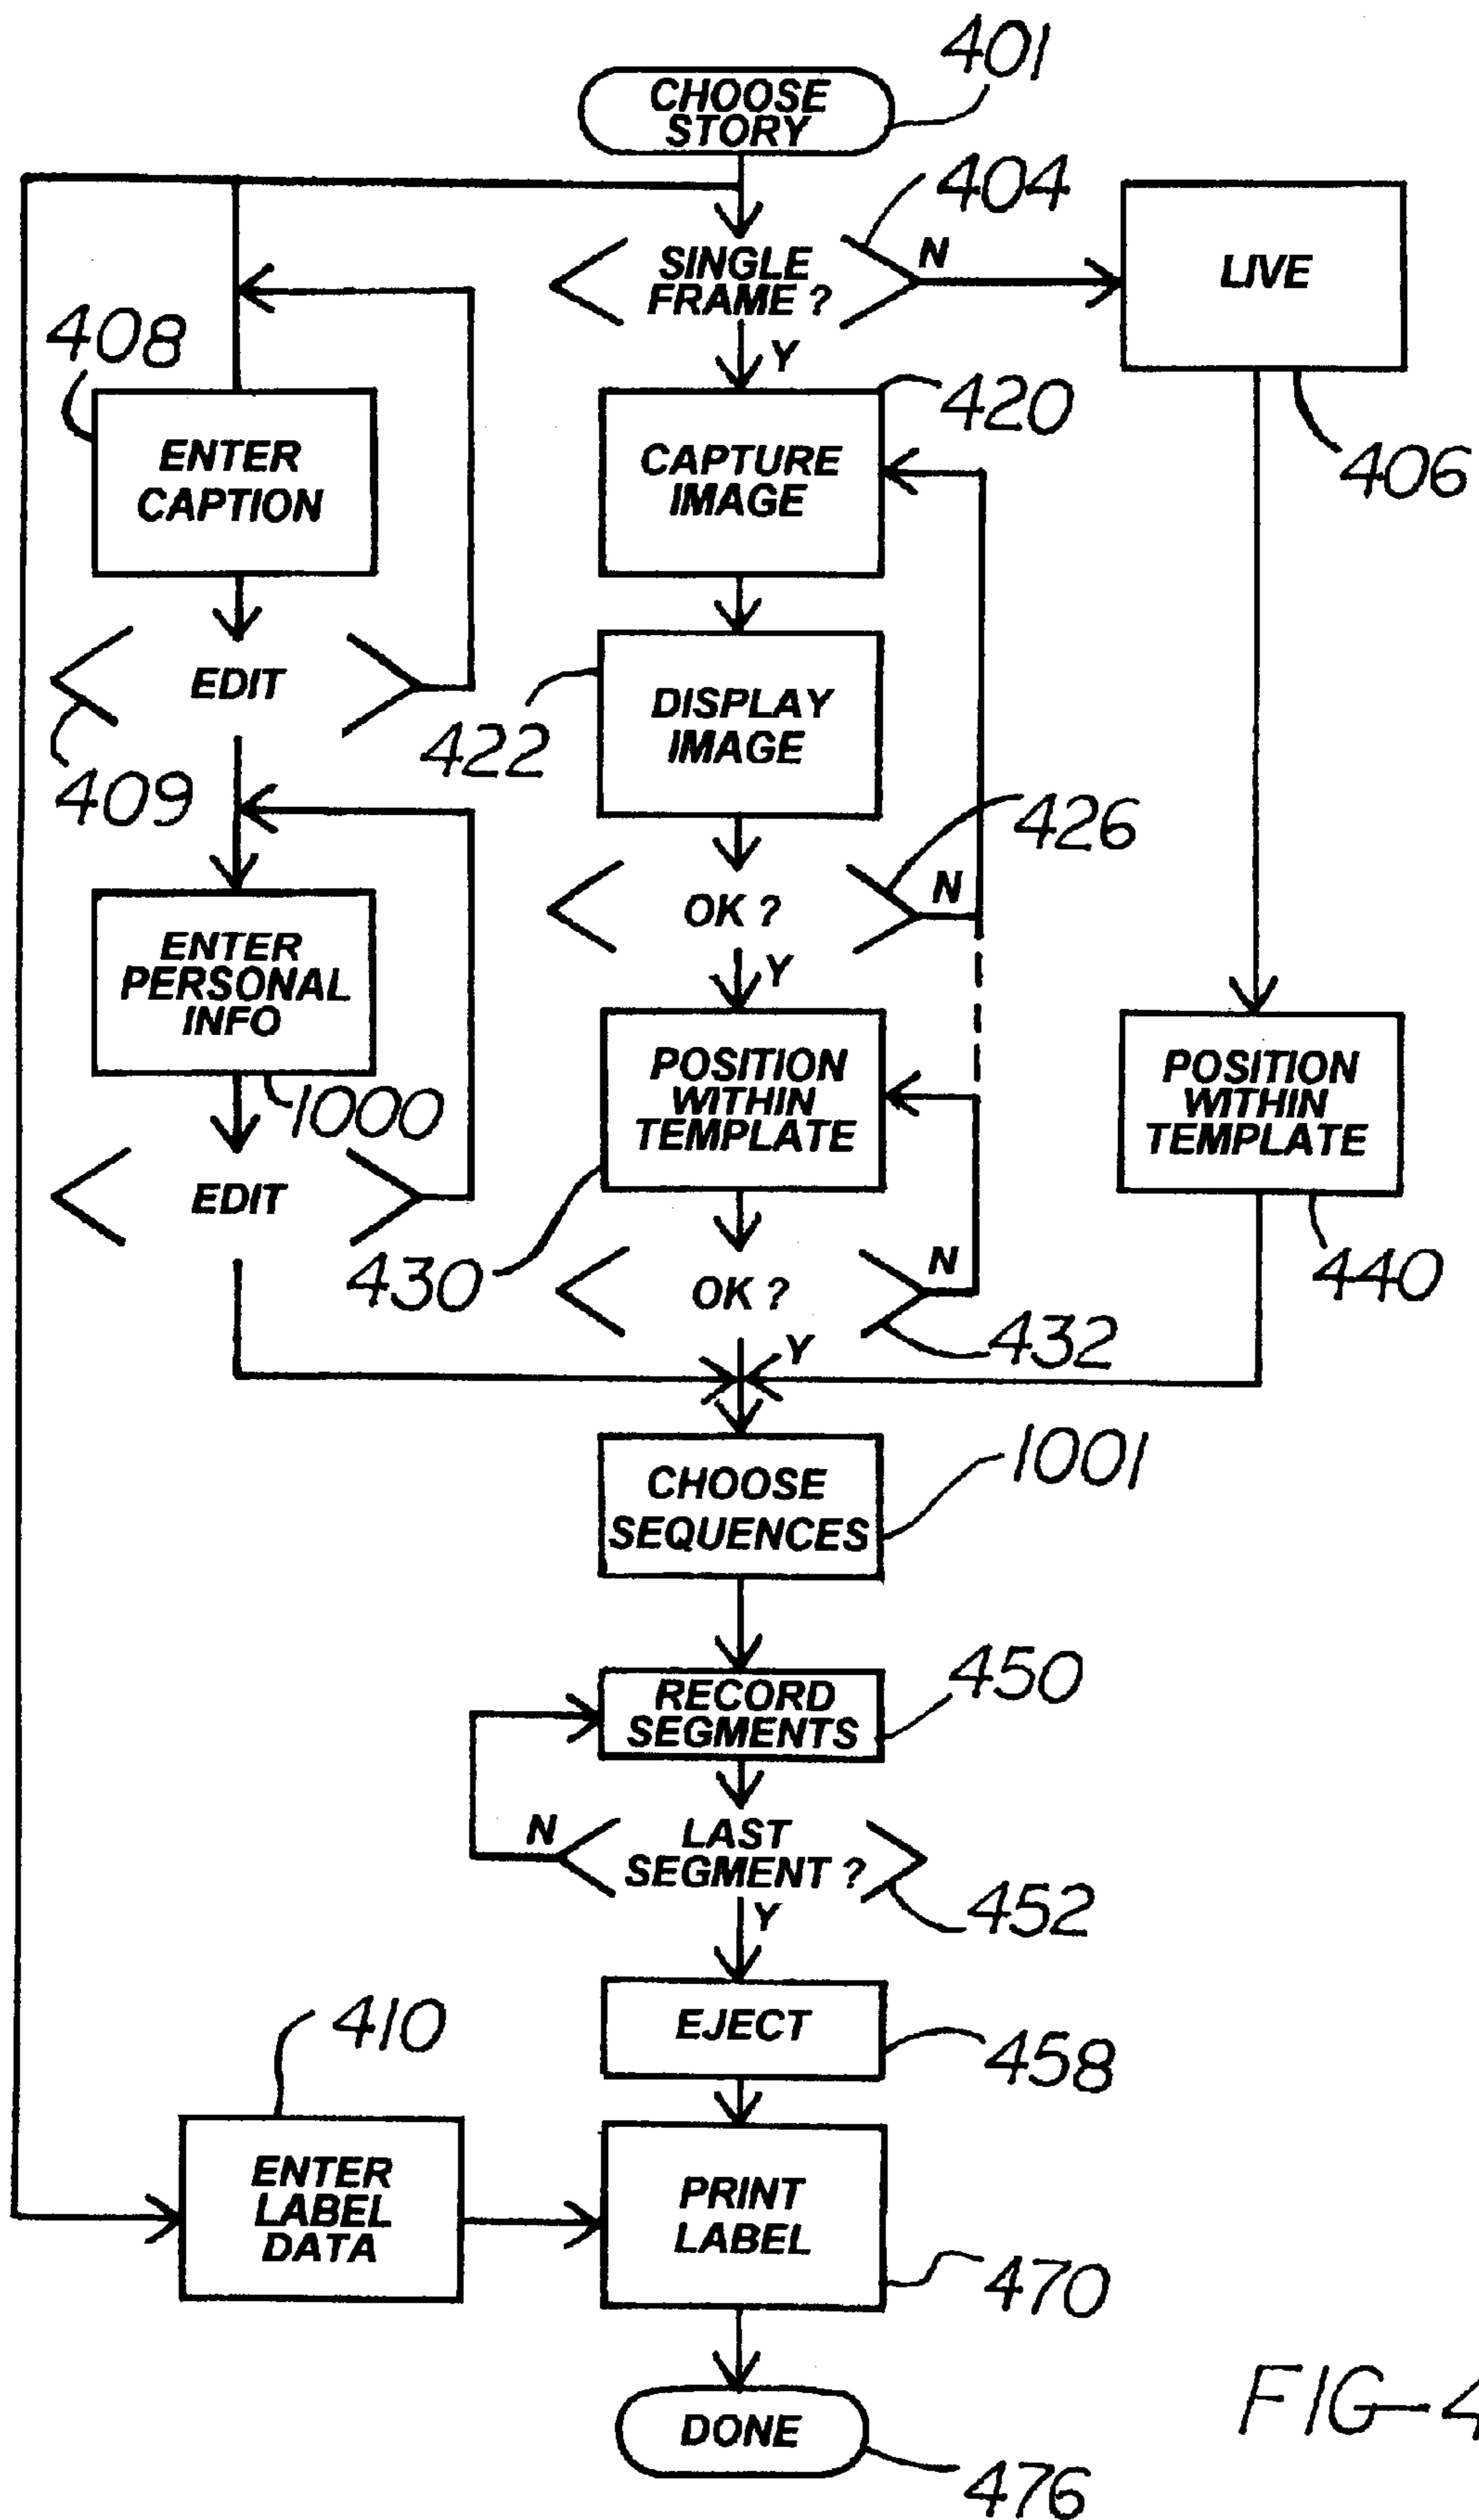 401
CHOOSE
STORY
404
SINGLE
FRAME ?
N
LIVE
Y
408
420
406
ENTER
CAPTION
CAPTURE
IMAGE
EDIT
409
422
DISPLAY
IMAGE
426
OK ?
N
Y
ENTER
PERSONAL
INFO
1000
POSITION
WITHIN
TEMPLATE
POSITION
WITHIN
TEMPLATE
EDIT
430
OK ?
N
432
440
Y
CHOOSE
SEQUENCES
1001
RECORD
SEGMENTS
450
N
LAST
SEGMENT ?
452
Y
EJECT
458
410
ENTER
LABEL
DATA
PRINT
LABEL
470
DONE
476
FIG-4